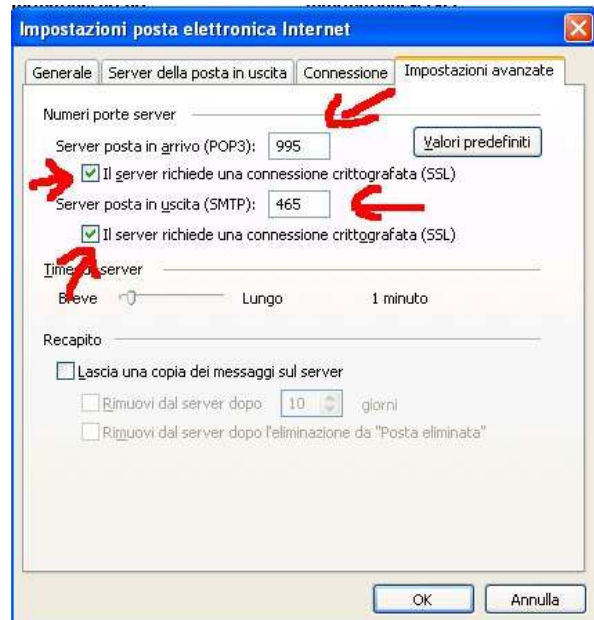 Impostazioni posta elettronica Internet
Generale Server della posta in uscita Connessione Impostazioni avanzate
Numeri porte server
Server posta in arrivo (POP3): 995 Valori predefiniti
Il server richiede una connessione crittografata (SSL)
Server posta in uscita (SMTP): 465
Il server richiede una connessione crittografata (SSL)
server
Breve Lungo 1 minuto
Recapito
Lascia una copia dei messaggi sul server
Rimuovi dal server dopo 10 giorni
Rimuovi dal server dopo l'eliminazione da "Posta eliminata"
OK Annulla